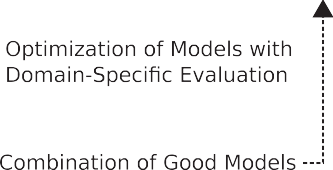 Optimization of Models with
Domain-Specific Evaluation
Combination of Good Models